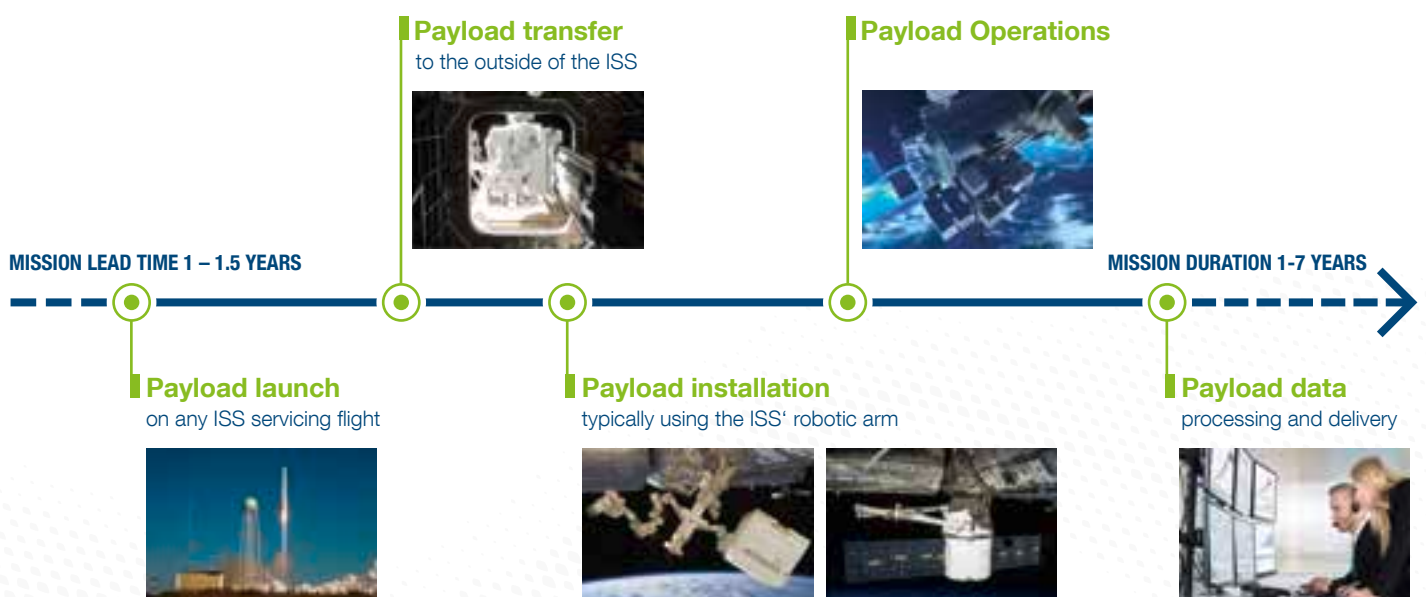 Payload transfer
to the outside of the ISS
Payload Operations
MISSION LEAD TIME 1 – 1.5 YEARS
MISSION DURATION 1-7 YEARS
Payload launch
on any ISS servicing flight
Payload installation
typically using the ISS‘ robotic arm
Payload data
processing and delivery